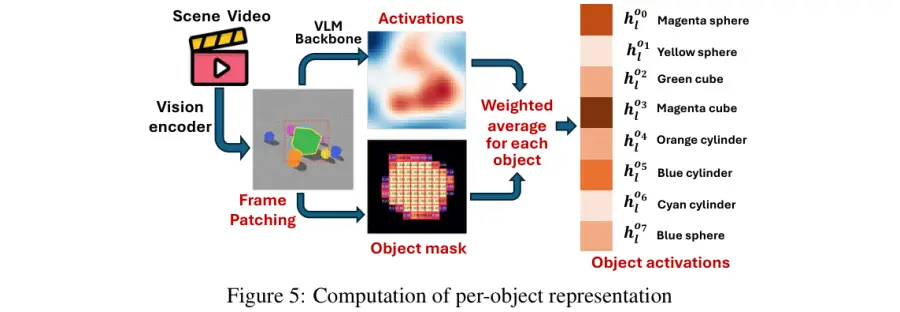 Scene Video
Vision
encoder
VLM
Backbone
Frame
Patching
Activations
Object mask
Weighted
average
for each
object
h_l^{o_0} Magenta sphere
h_l^{o_1} Yellow sphere
h_l^{o_2} Green cube
h_l^{o_3} Magenta cube
h_l^{o_4} Orange cylinder
h_l^{o_5} Blue cylinder
h_l^{o_6} Cyan cylinder
h_l^{o_7} Blue sphere
Object activations
Figure 5: Computation of per-object representation